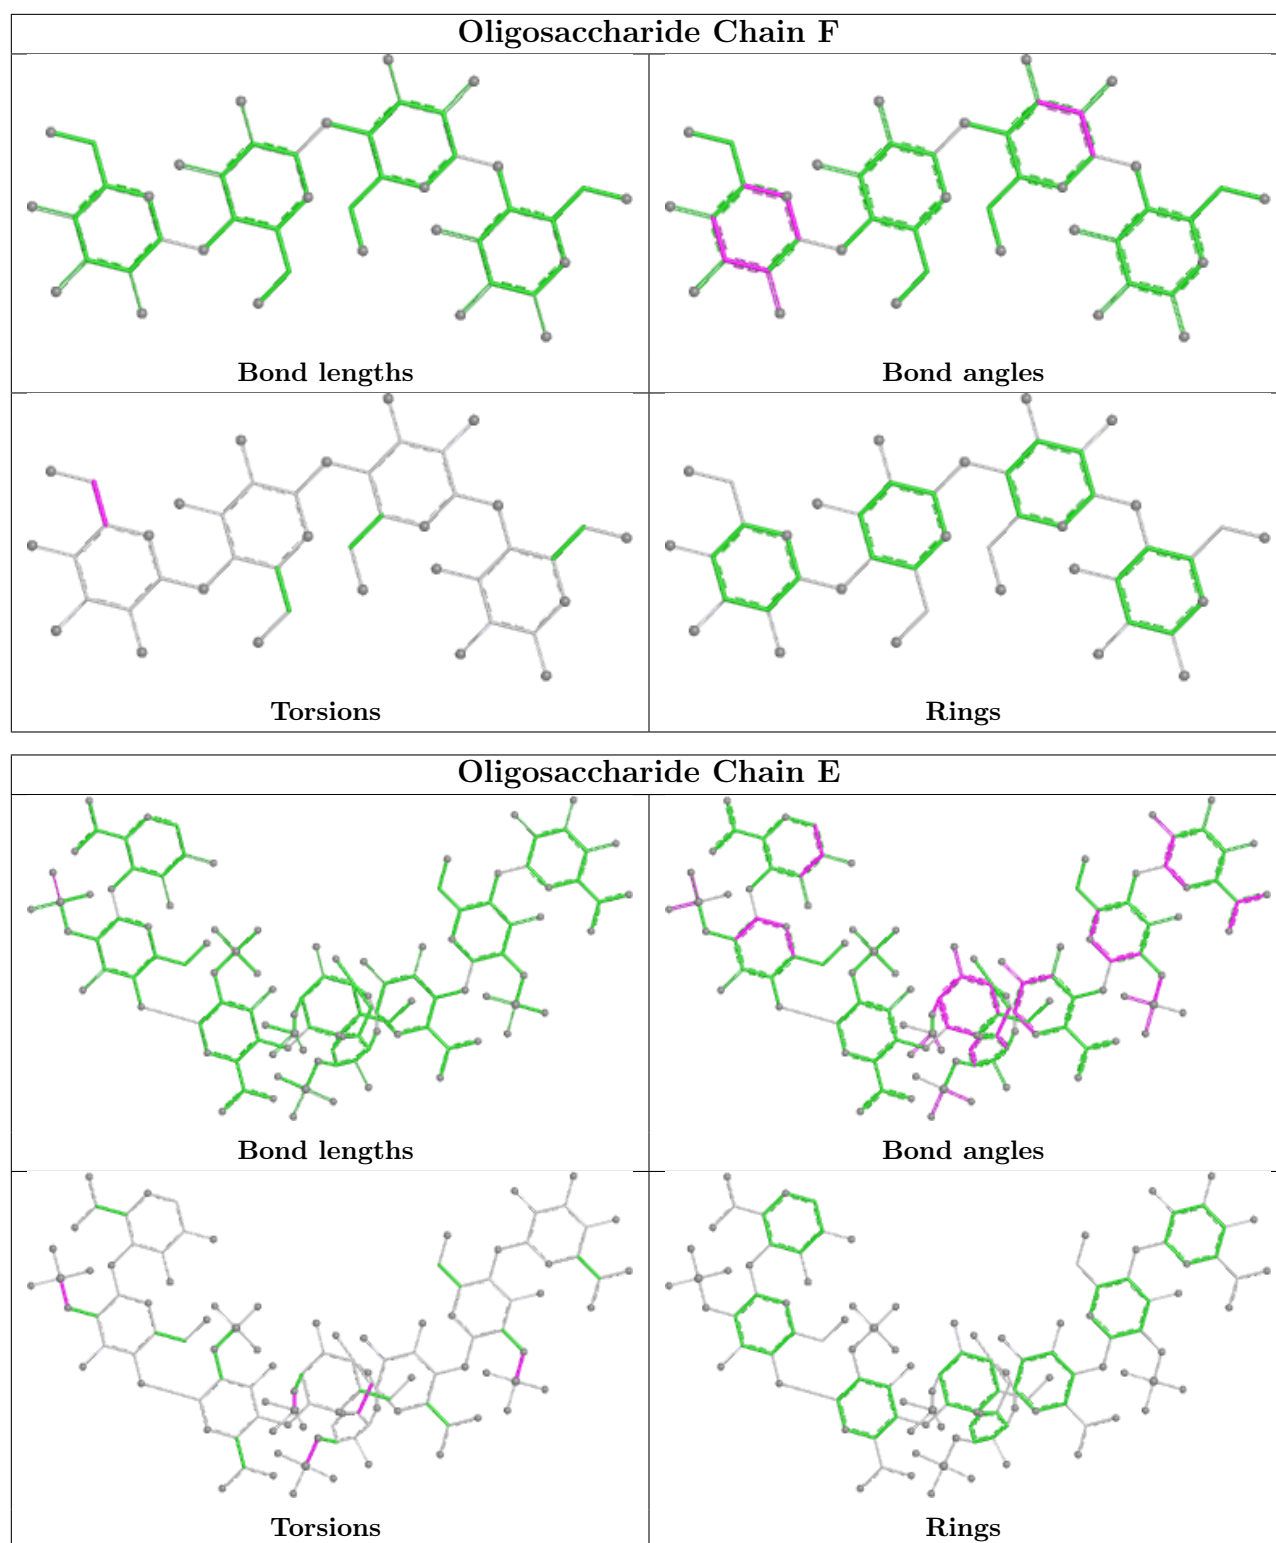 Oligosaccharide Chain F
Bond lengths
Bond angles
Torsions
Rings
Oligosaccharide Chain E
Bond lengths
Bond angles
Torsions
Rings